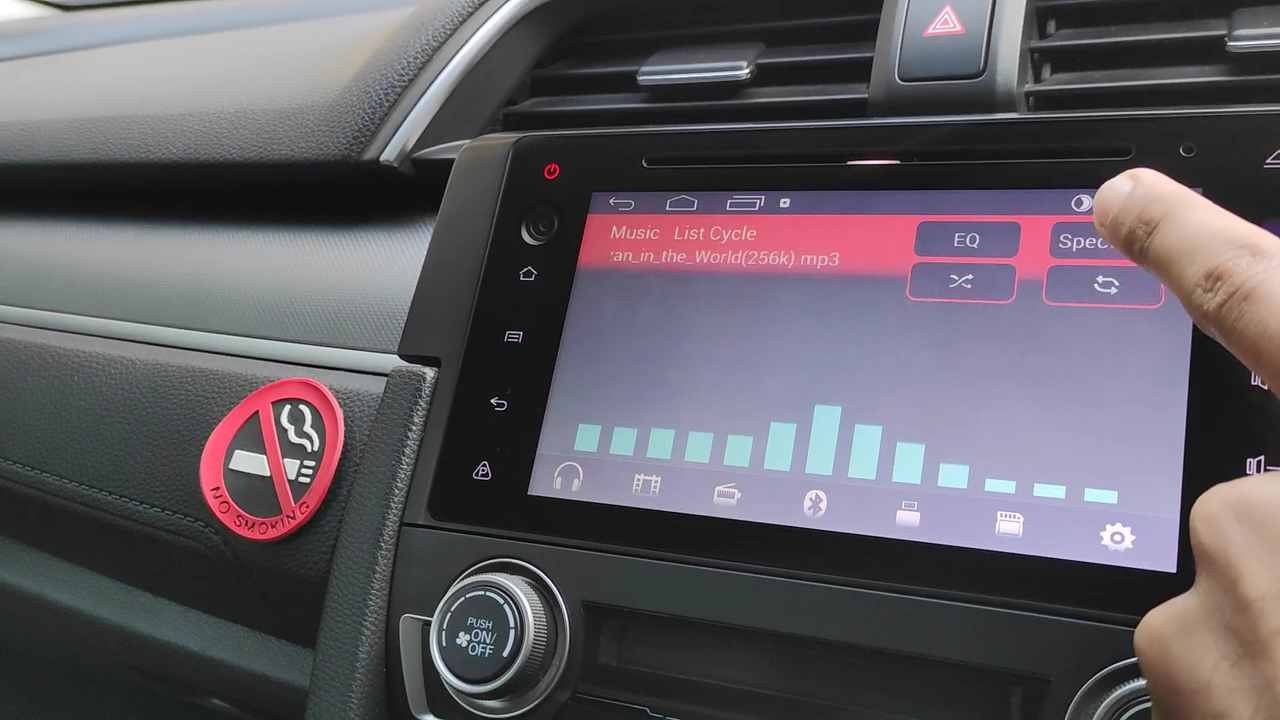 Music List Cycle
an_in_the_World(256k).mp3
EQ
Spec
NO SMOKING
PUSH
ON/
OFF